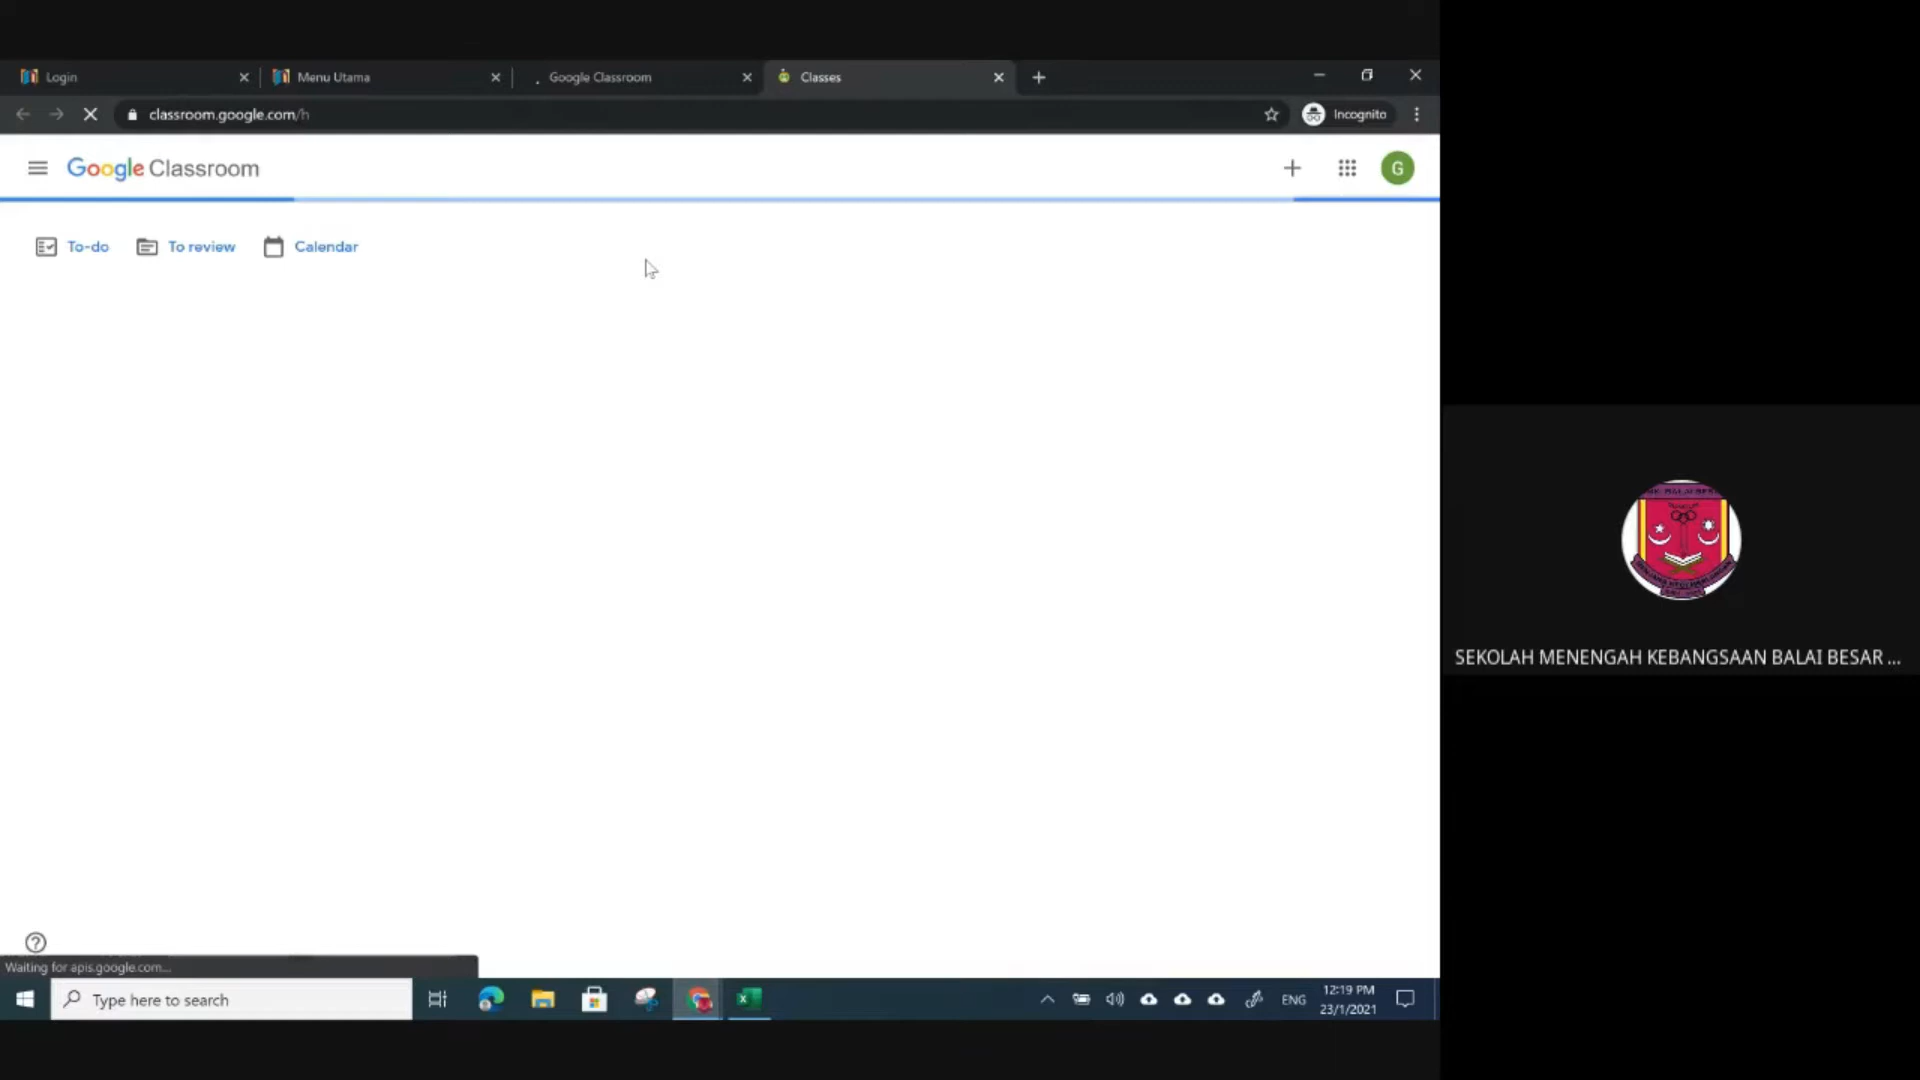 Login
Menu Utama
Google Classroom
Classes
classroom.google.com/h
Incognito
Google Classroom
G
To-do
To review
Calendar
SEKOLAH MENENGAH KEBANGSAAN BALAI BESAR ...
Waiting for apis.google.com...
Type here to search
ENG
12:19 PM
23/1/2021